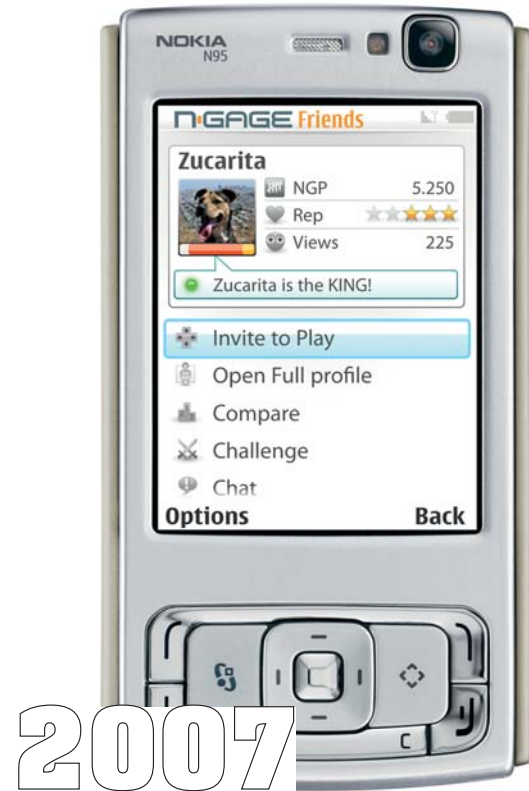 NOKIA
N95
N·GAGE Friends
Zucarita
NGP 5.250
Rep
Views 225
Zucarita is the KING!
Invite to Play
Open Full profile
Compare
Challenge
Chat
Options Back
C
2007